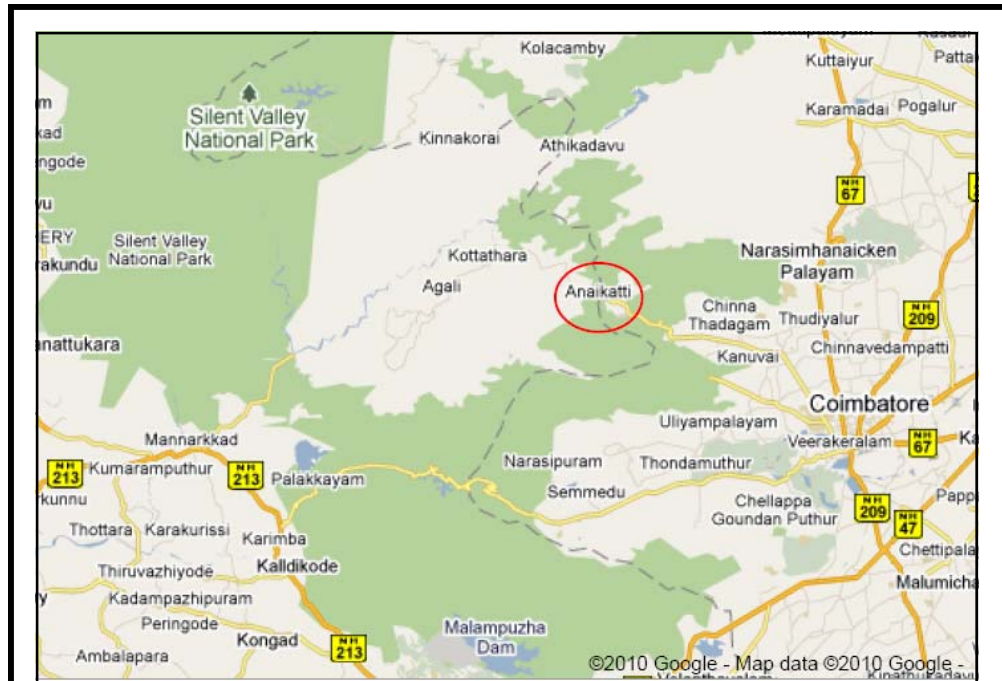 Kolacamby
Kuttaiyur
Silent Valley
National Park
Karamadai
Pogalur
Kinnakorai
Athikadavu
NH
67
Silent Valley
National Park
Kottathara
Narasimhanaicken
Palayam
Agali
Anaikatti
Chinna
Thadagam
Thudiyalur
NH
209
Kanuvai
Chinnavedampatti
Coimbatore
Uliyampalayam
Mannarkkad
Veerakeralam
NH
67
NH
213
Kumaramputhur
NH
213
Palakkayam
Narasipuram
Thondamuthur
Semmedu
Chellappa
Goundan Puthur
NH
209
NH
47
Thottara
Karakurissi
Karimba
Thiruvazhiyode
Kalldikode
Kadampazhipuram
Peringode
Kongad
NH
213
Malampuzha
Dam
Ambalapara
©2010 Google - Map data ©2010 Google -